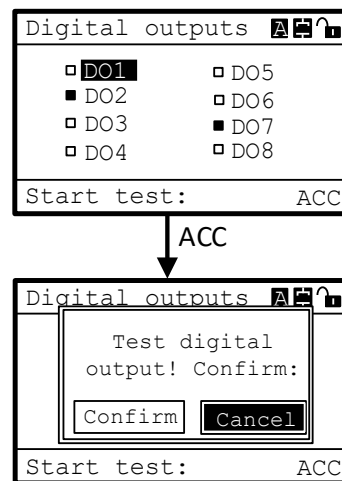 Digital outputs A
DO1 DO5
DO2 DO6
DO3 DO7
DO4 DO8
Start test: ACC
ACC
Digital outputs A
Test digital
output! Confirm:
Confirm Cancel
Start test: ACC